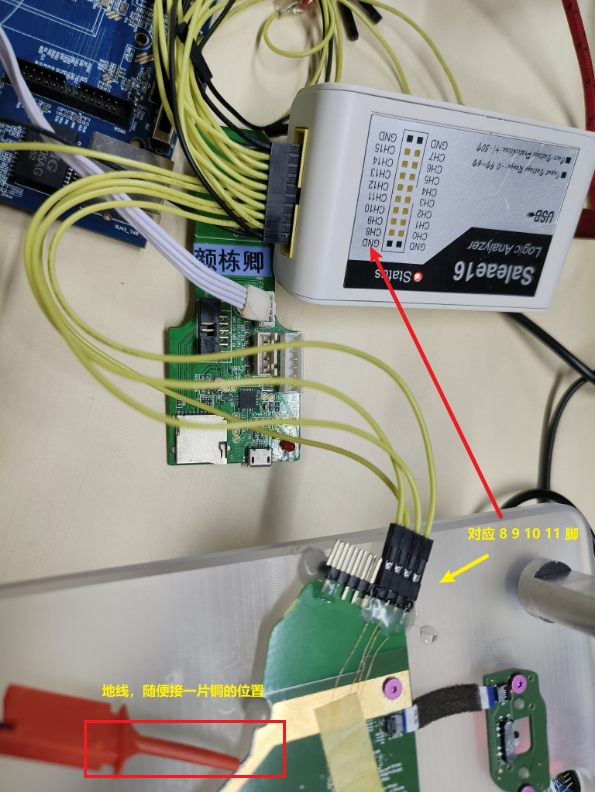 GND
CH15
CH14
CH13
CH12
CH11
CH10
CH9
CH8
GND
GND
CH7
CH6
CH5
CH4
CH3
CH2
CH1
CH0
GND
USB
Saleae16
Logic Analyzer
Status
颜栋卿
对应 8 9 10 11 脚
地线，随便接一片铜的位置